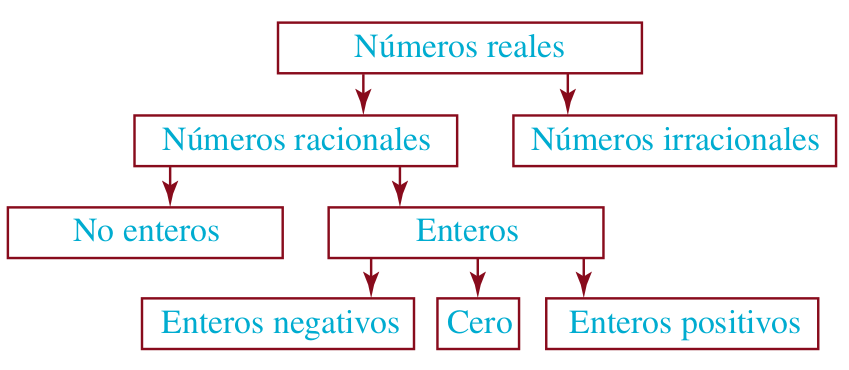 Números reales
Números racionales
Números irracionales
No enteros
Enteros
Enteros negativos
Cero
Enteros positivos